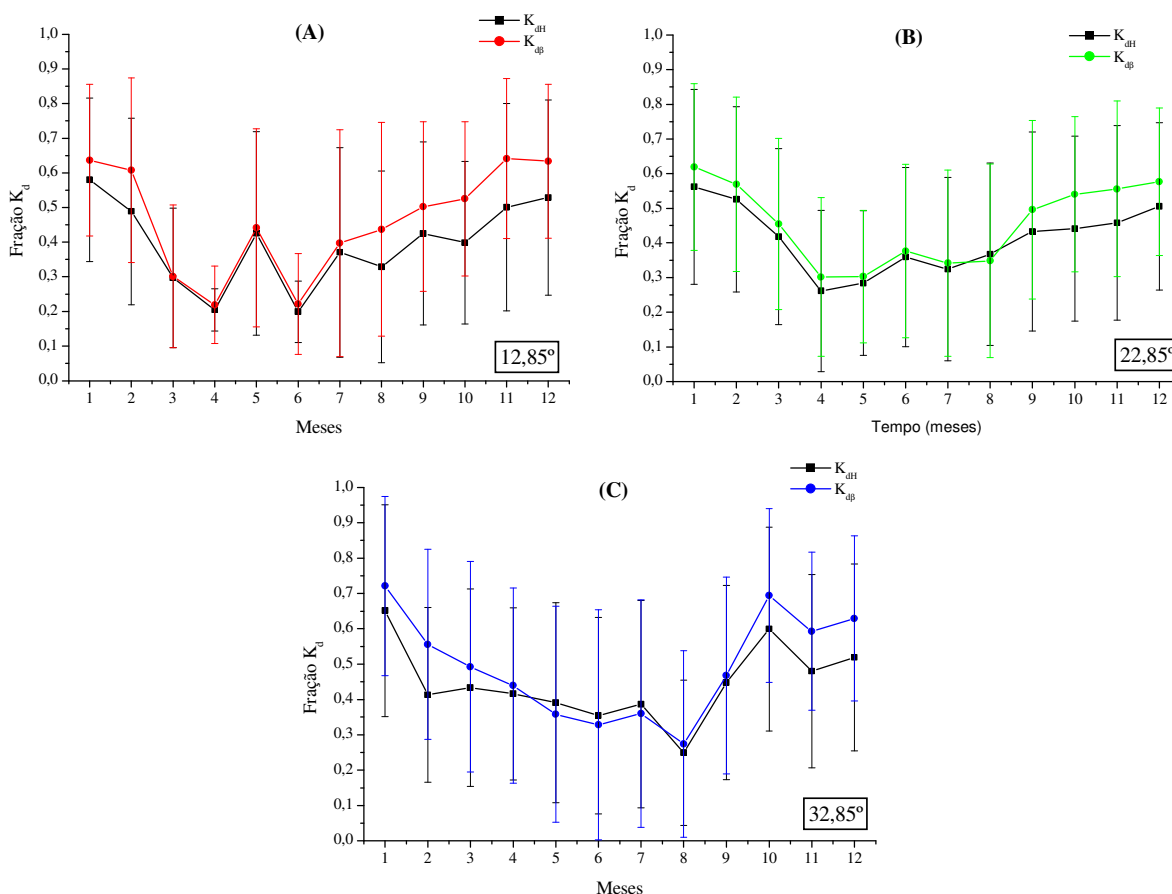 (A)
K_dH
K_dβ
Fração K_d
1,0
0,9
0,8
0,7
0,6
0,5
0,4
0,3
0,2
0,1
0,0
12,85º
1 2 3 4 5 6 7 8 9 10 11 12
Meses
(B)
K_dH
K_dβ
Fração K_d
1,0
0,9
0,8
0,7
0,6
0,5
0,4
0,3
0,2
0,1
0,0
22,85º
1 2 3 4 5 6 7 8 9 10 11 12
Tempo (meses)
(C)
K_dH
K_dβ
Fração K_d
1,0
0,9
0,8
0,7
0,6
0,5
0,4
0,3
0,2
0,1
0,0
32,85º
1 2 3 4 5 6 7 8 9 10 11 12
Meses